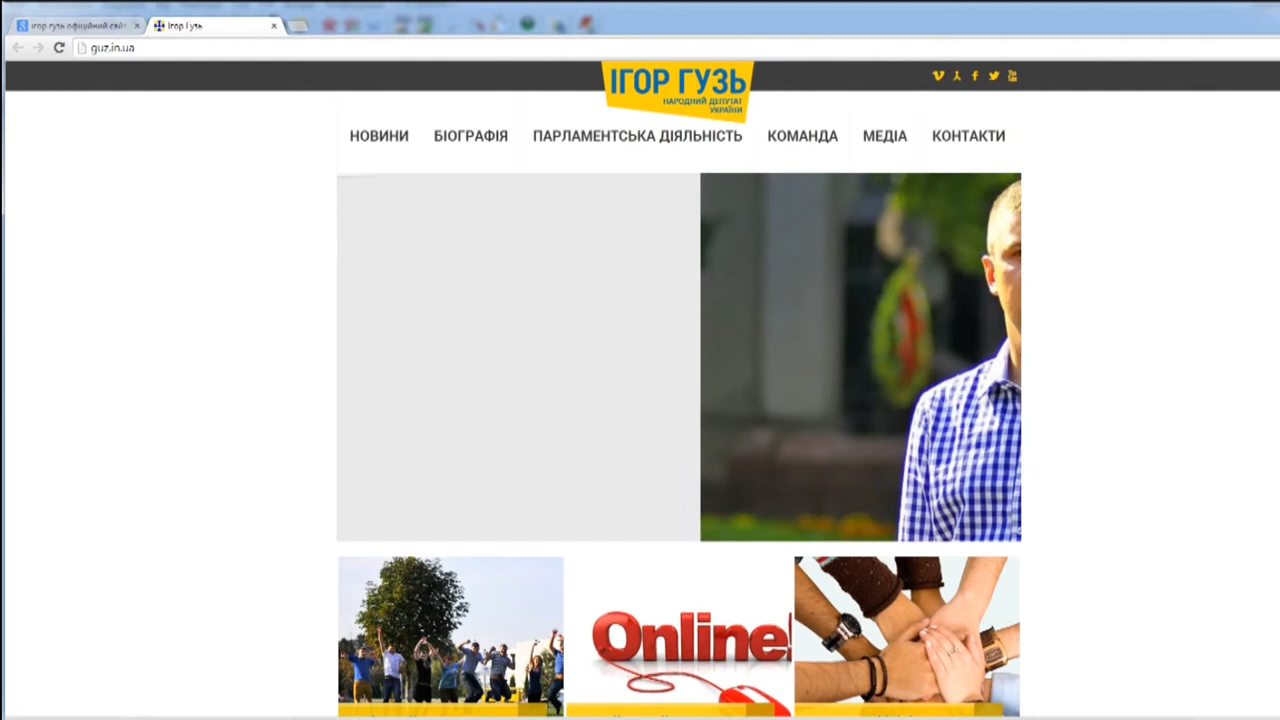 ігор гузь офіційний сайт
Ігор Гузь
guz.in.ua
ІГОР ГУЗЬ
НАРОДНИЙ ДЕПУТАТ
УКРАЇНИ
НОВИНИ БІОГРАФІЯ ПАРЛАМЕНТСЬКА ДІЯЛЬНІСТЬ КОМАНДА МЕДІА КОНТАКТИ
Online!